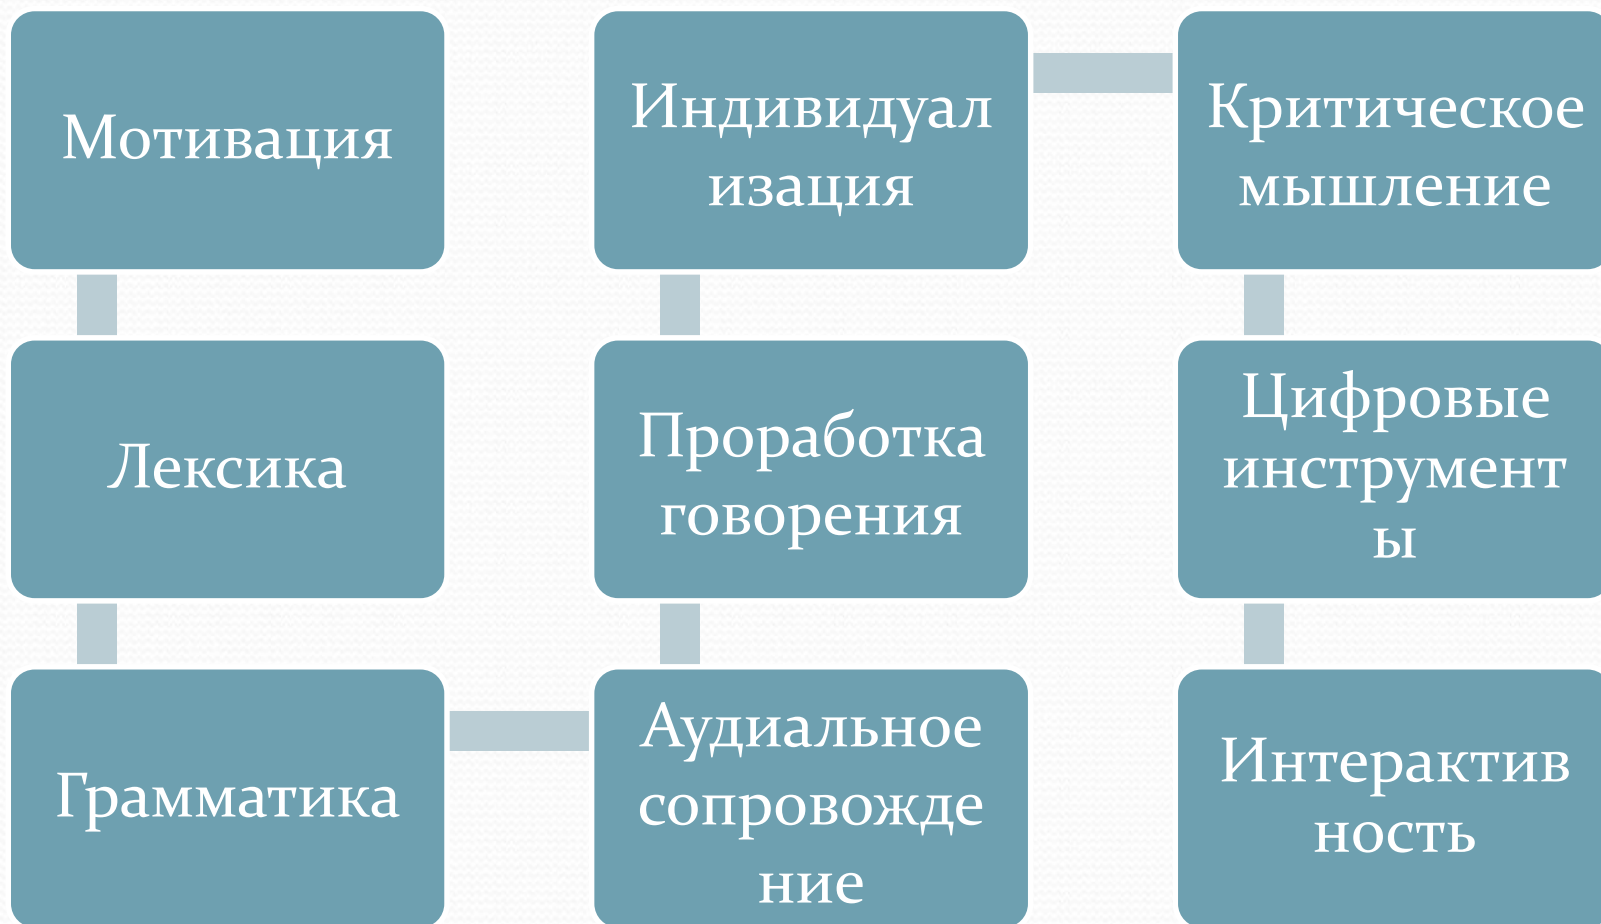 Мотивация
Лексика
Грамматика
Аудиальное
сопровожде
ние
Проработка
говорения
Индивидуал
изация
Критическое
мышление
Цифровые
инструмент
ы
Интерактив
ность